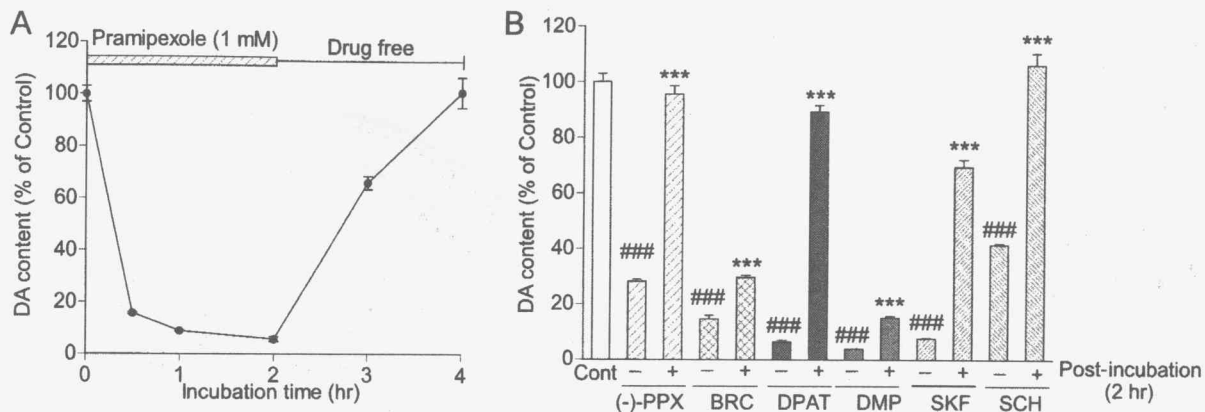 A
Pramipexole (1 mM)
Drug free
DA content (% of Control)
120
100
80
60
40
20
0
0
1
2
3
4
Incubation time (hr)
B
DA content (% of Control)
120
100
80
60
40
20
0
###
***
###
***
###
***
###
***
###
***
###
***
Cont
– + – + – + – + – + – +
Post-incubation
(2 hr)
(-)-PPX BRC DPAT DMP SKF SCH